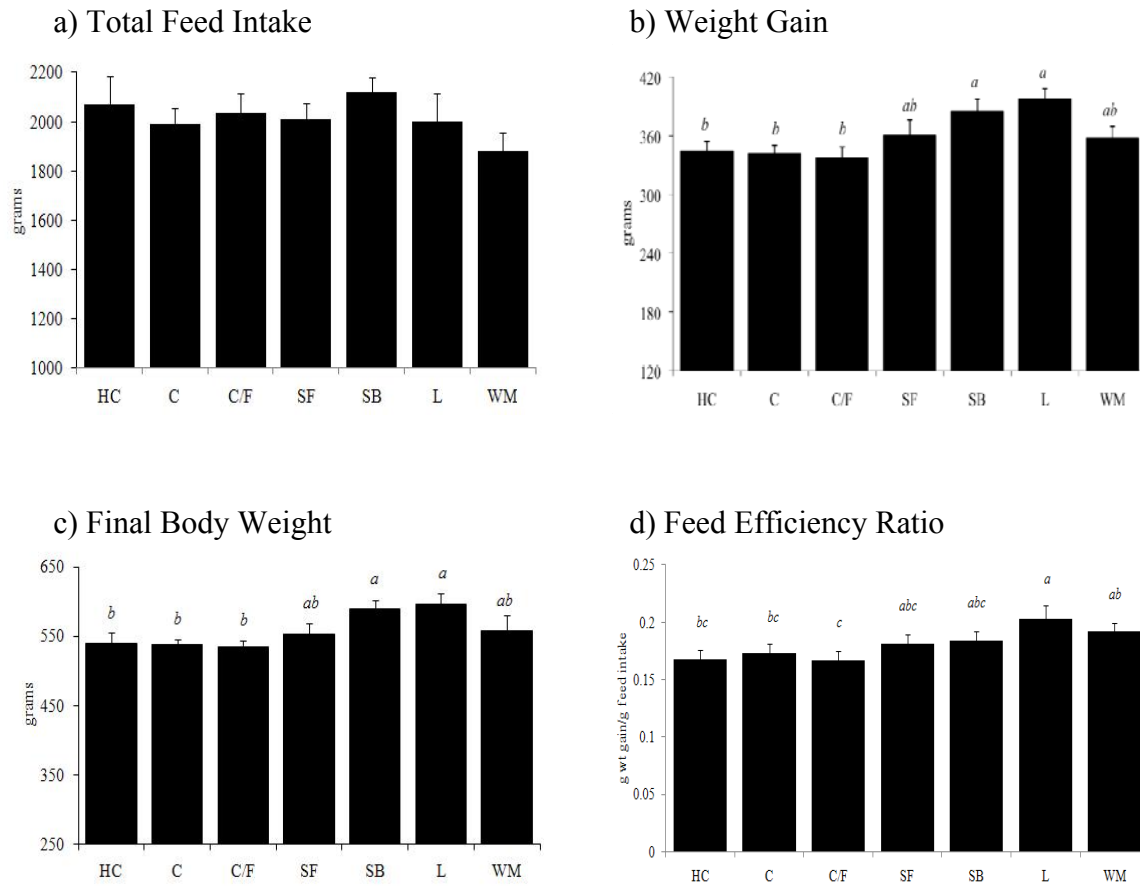 a) Total Feed Intake
2200
2000
1800
1600
1400
1200
1000
grams
HC C C/F SF SB L WM
b) Weight Gain
420
360
300
240
180
120
grams
b b b ab a a ab
HC C C/F SF SB L WM
c) Final Body Weight
650
550
450
350
250
grams
b b b ab a a ab
HC C C/F SF SB L WM
d) Feed Efficiency Ratio
0.25
0.2
0.15
0.1
0.05
0
g wt gain/g feed intake
bc bc c abc abc a ab
HC C C/F SF SB L WM